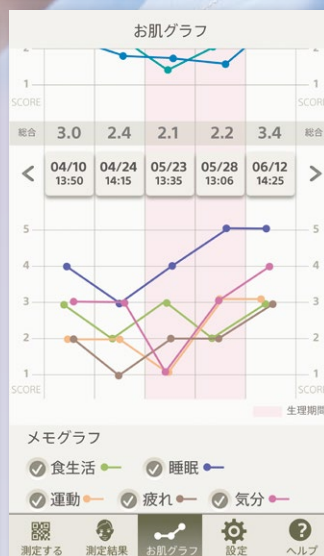 お肌グラフ
2 2
1 1
SCORE SCORE
総合 3.0 2.4 2.1 2.2 3.4 総合
04/10 04/24 05/23 05/28 06/12
13:50 14:15 13:35 13:06 14:25
5 5
4 4
3 3
2 2
1 1
SCORE SCORE
生理期間
メモグラフ
食生活 睡眠
運動 疲れ 気分
測定する 測定結果 お肌グラフ 設定 ヘルプ